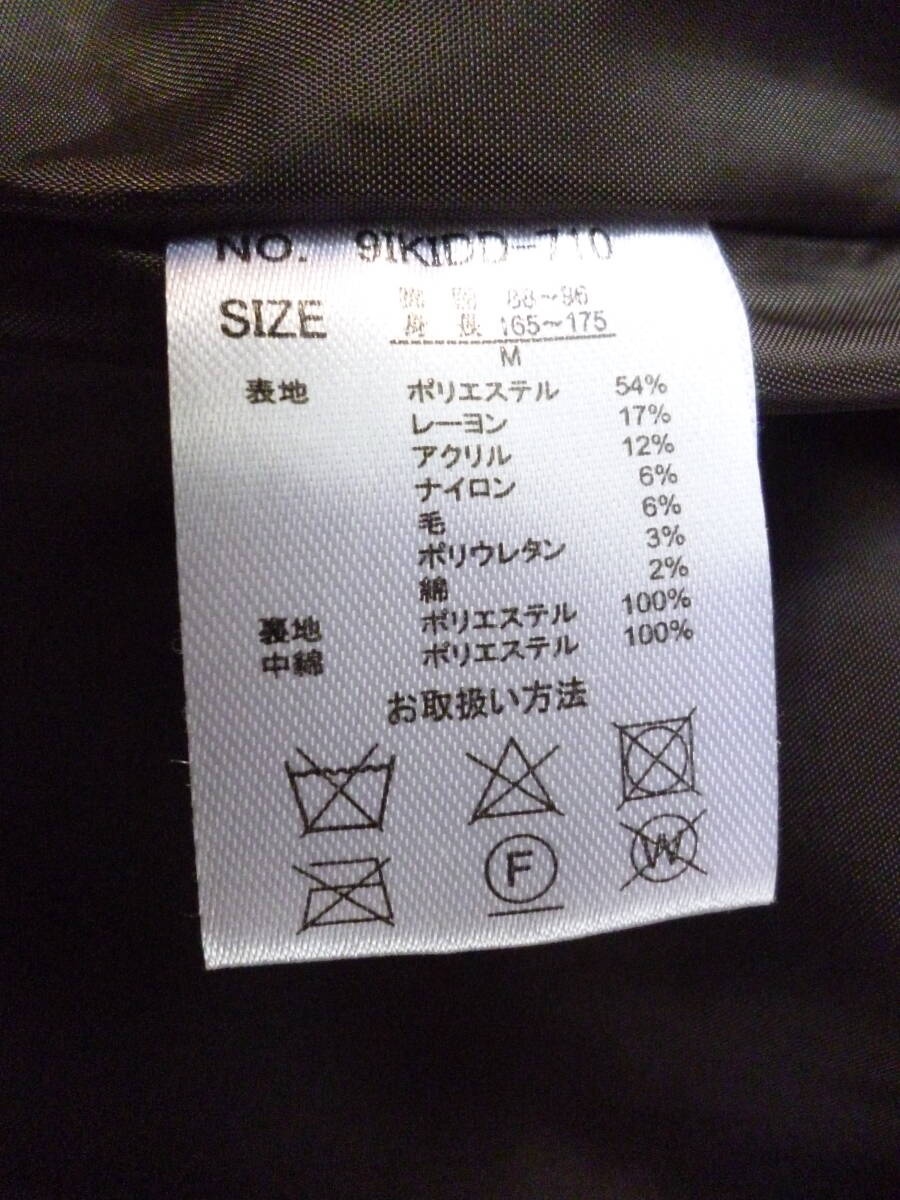 NO. 9IKIDD-710
SIZE
胸囲 88~96
身長 165~175
M
表地 ポリエステル 54%
レーヨン 17%
アクリル 12%
ナイロン 6%
毛 6%
ポリウレタン 3%
綿 2%
裏地 ポリエステル 100%
中綿 ポリエステル 100%
お取扱い方法
F
W